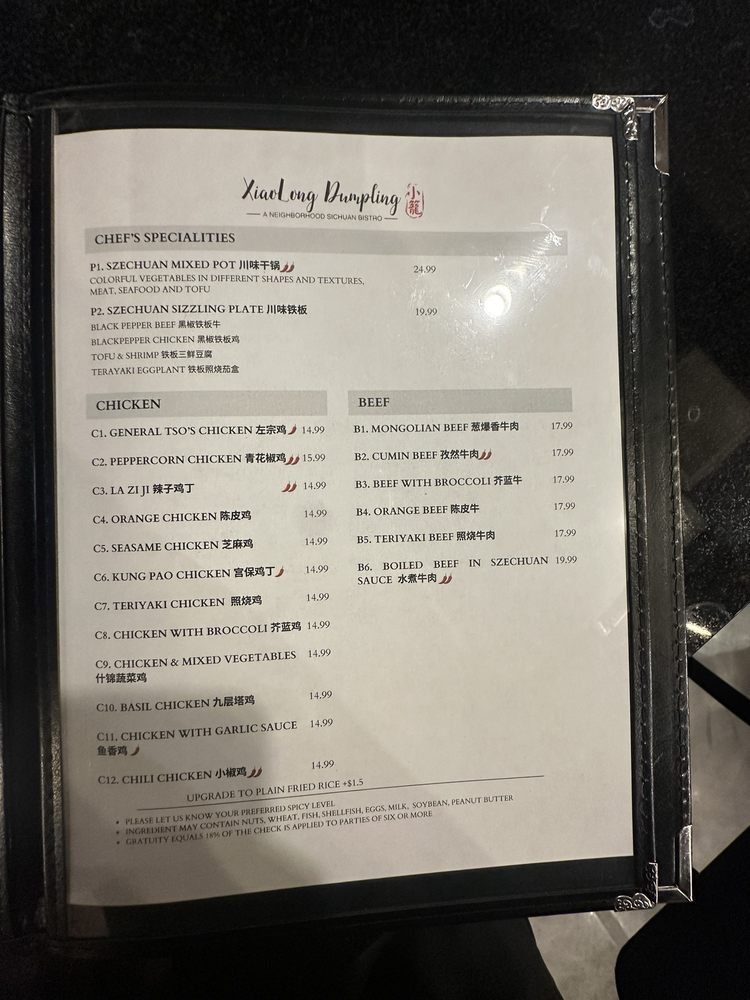 XiaoLong Dumpling 小籠
A NEIGHBORHOOD SICHUAN BISTRO
CHEF'S SPECIALITIES
P1. SZECHUAN MIXED POT 川味干锅 24.99
COLORFUL VEGETABLES IN DIFFERENT SHAPES AND TEXTURES,
MEAT, SEAFOOD AND TOFU
P2. SZECHUAN SIZZLING PLATE 川味铁板 19.99
BLACK PEPPER BEEF 黑椒铁板牛
BLACKPEPPER CHICKEN 黑椒铁板鸡
TOFU & SHRIMP 铁板三鲜豆腐
TERAYAKI EGGPLANT 铁板照烧茄盒
CHICKEN
C1. GENERAL TSO'S CHICKEN 左宗鸡 14.99
C2. PEPPERCORN CHICKEN 青花椒鸡 15.99
C3. LA ZI JI 辣子鸡丁 14.99
C4. ORANGE CHICKEN 陈皮鸡 14.99
C5. SEASAME CHICKEN 芝麻鸡 14.99
C6. KUNG PAO CHICKEN 宫保鸡丁 14.99
C7. TERIYAKI CHICKEN 照烧鸡 14.99
C8. CHICKEN WITH BROCCOLI 芥蓝鸡 14.99
C9. CHICKEN & MIXED VEGETABLES 14.99
什锦蔬菜鸡
C10. BASIL CHICKEN 九层塔鸡 14.99
C11. CHICKEN WITH GARLIC SAUCE 14.99
鱼香鸡
C12. CHILI CHICKEN 小椒鸡 14.99
BEEF
B1. MONGOLIAN BEEF 葱爆香牛肉 17.99
B2. CUMIN BEEF 孜然牛肉 17.99
B3. BEEF WITH BROCCOLI 芥蓝牛 17.99
B4. ORANGE BEEF 陈皮牛 17.99
B5. TERIYAKI BEEF 照烧牛肉 17.99
B6. BOILED BEEF IN SZECHUAN 19.99
SAUCE 水煮牛肉
UPGRADE TO PLAIN FRIED RICE +$1.5
• PLEASE LET US KNOW YOUR PREFERRED SPICY LEVEL
• INGREDIENT MAY CONTAIN NUTS, WHEAT, FISH, SHELLFISH, EGGS, MILK, SOYBEAN, PEANUT BUTTER
• GRATUITY EQUALS 18% OF THE CHECK IS APPLIED TO PARTIES OF SIX OR MORE